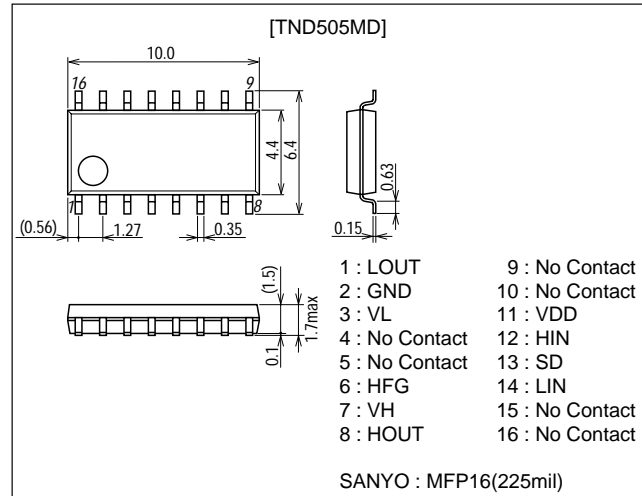 [TND505MD]
10.0
16 9
4.4
6.4
0.63
1 8
(0.56) 1.27 0.35 0.15
(1.5)
1.7max
0.1
1 : LOUT 9 : No Contact
2 : GND 10 : No Contact
3 : VL 11 : VDD
4 : No Contact 12 : HIN
5 : No Contact 13 : SD
6 : HFG 14 : LIN
7 : VH 15 : No Contact
8 : HOUT 16 : No Contact
SANYO : MFP16(225mil)